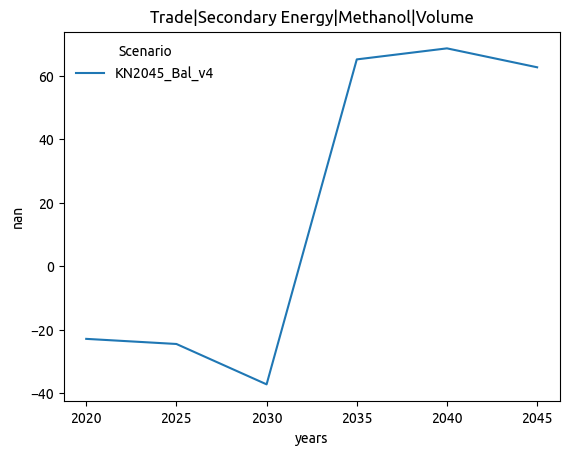 Trade|Secondary Energy|Methanol|Volume
Scenario
KN2045_Bal_v4
60
40
20
0
−20
−40
nan
2020 2025 2030 2035 2040 2045
years